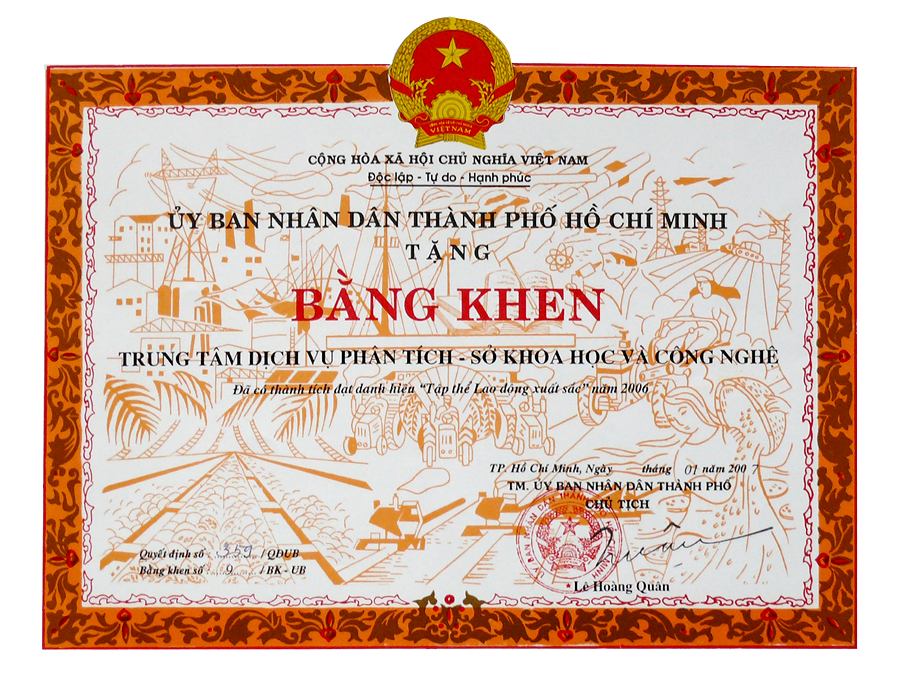 VIỆT NAM
CỘNG HÒA XÃ HỘI CHỦ NGHĨA VIỆT NAM
Độc lập - Tự do - Hạnh phúc
ỦY BAN NHÂN DÂN THÀNH PHỐ HỒ CHÍ MINH
TẶNG
BẰNG KHEN
TRUNG TÂM DỊCH VỤ PHÂN TÍCH - SỞ KHOA HỌC VÀ CÔNG NGHỆ
Đã có thành tích đạt danh hiệu “Tập thể Lao động xuất sắc” năm 2006
TP. Hồ Chí Minh, Ngày tháng 01 năm 2007
TM. ỦY BAN NHÂN DÂN THÀNH PHỐ
CHỦ TỊCH
Quyết định số : 359 / QĐUB
Bằng khen số : 9 / BK - UB
Lê Hoàng Quân